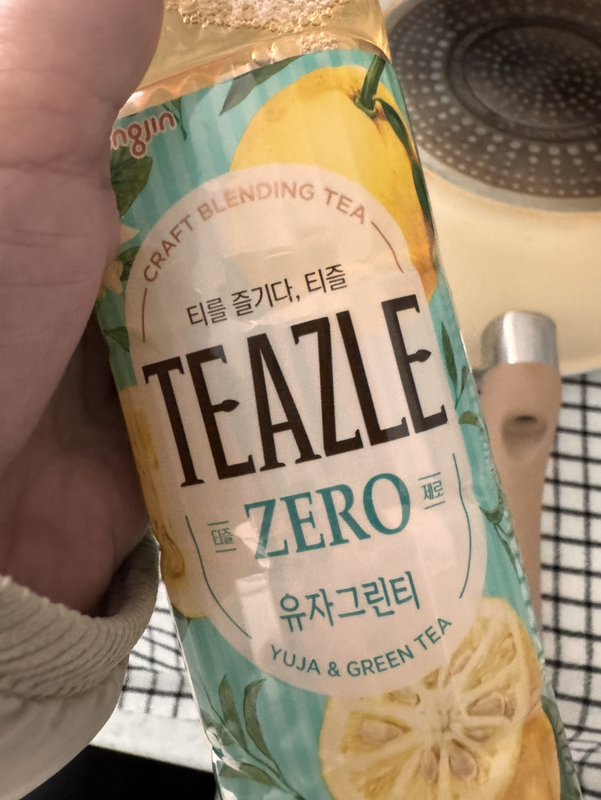 CRAFT BLENDING TEA
티를 즐기다, 티즐
TEAZLE
티즐 ZERO 제로
유자그린티
YUJA & GREEN TEA